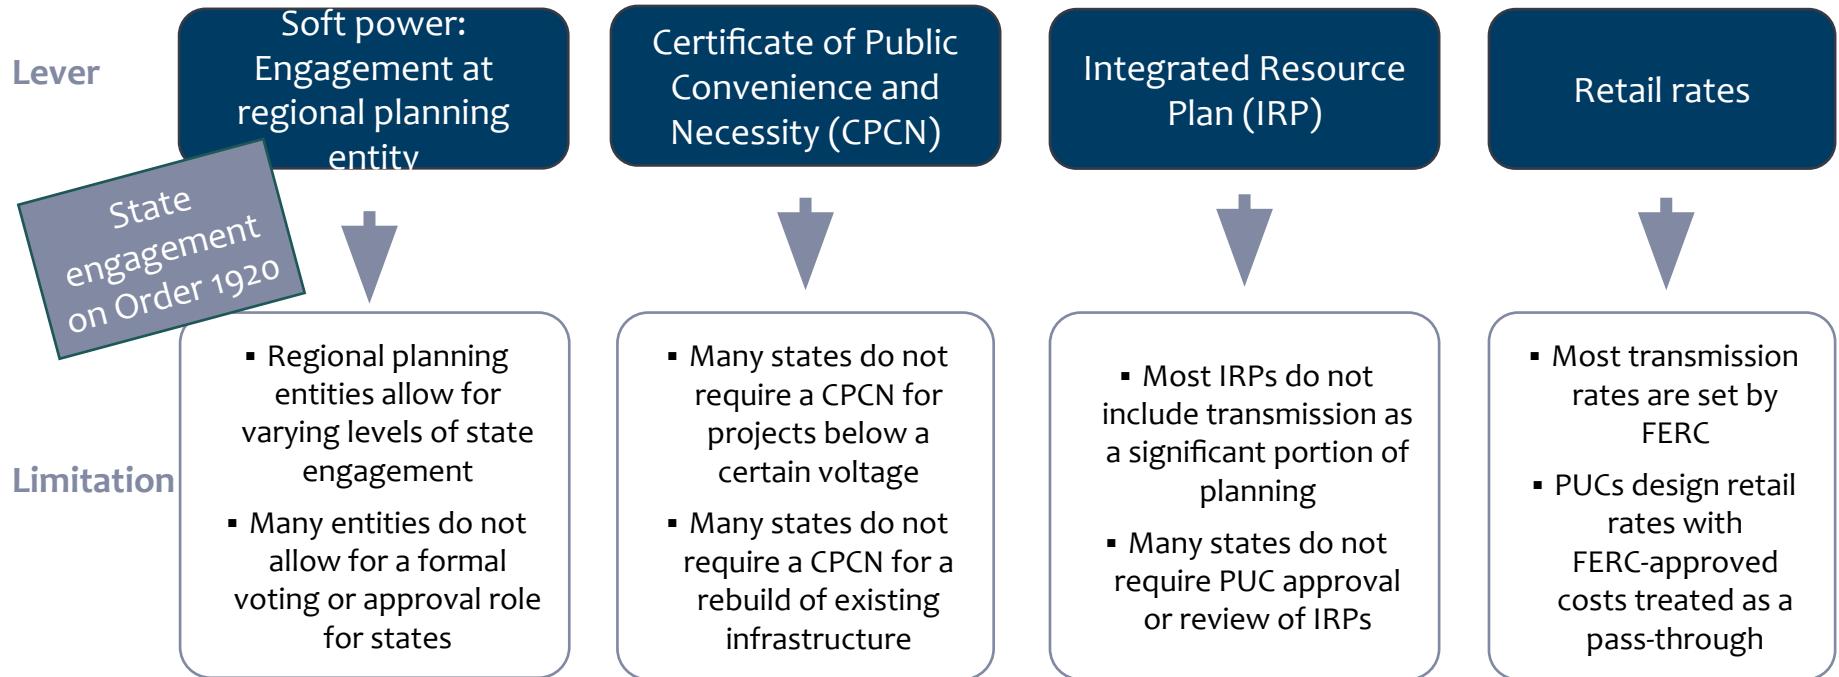 Lever
Soft power:
Engagement at
regional planning
entity
Certificate of Public
Convenience and
Necessity (CPCN)
Integrated Resource
Plan (IRP)
Retail rates
State
engagement
on Order 1920
Limitation
▪ Regional planning
entities allow for
varying levels of state
engagement
▪ Many entities do not
allow for a formal
voting or approval role
for states
▪ Many states do not
require a CPCN for
projects below a
certain voltage
▪ Many states do not
require a CPCN for a
rebuild of existing
infrastructure
▪ Most IRPs do not
include transmission as
a significant portion of
planning
▪ Many states do not
require PUC approval
or review of IRPs
▪ Most transmission
rates are set by
FERC
▪ PUCs design retail
rates with
FERC-approved
costs treated as a
pass-through